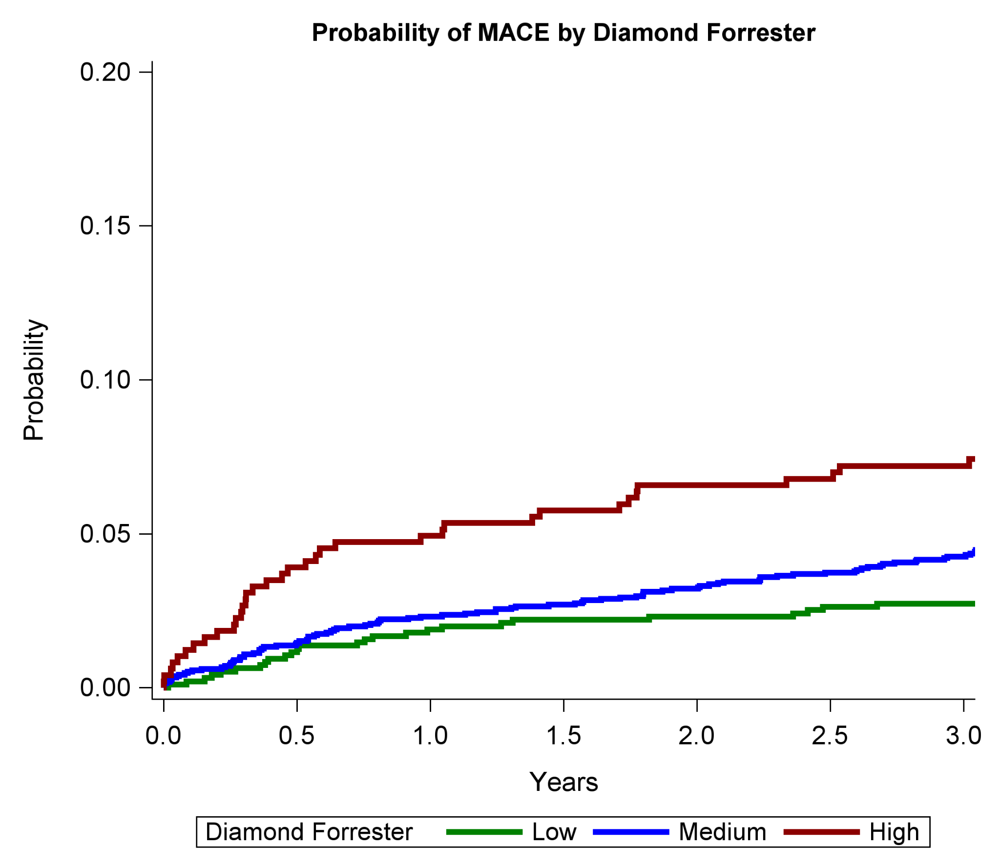 Probability of MACE by Diamond Forrester
0.20
0.15
0.10
0.05
0.00
Probability
0.0 0.5 1.0 1.5 2.0 2.5 3.0
Years
Diamond Forrester Low Medium High